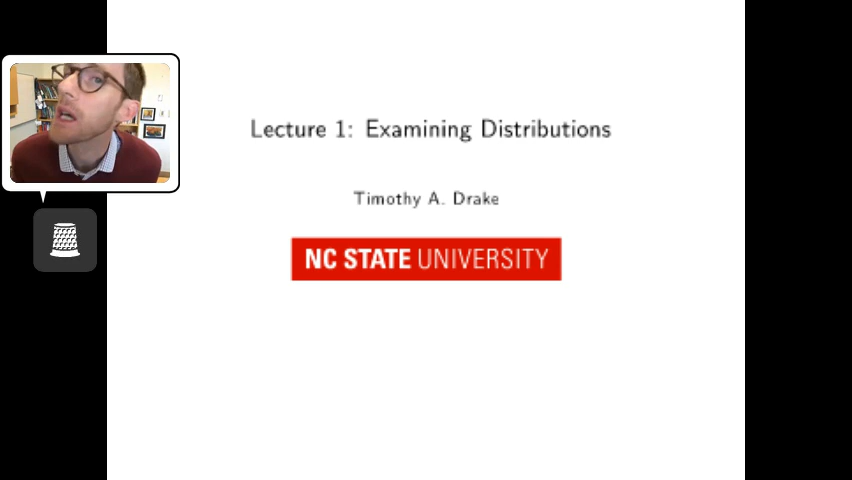 Lecture 1: Examining Distributions
Timothy A. Drake
NC STATE UNIVERSITY